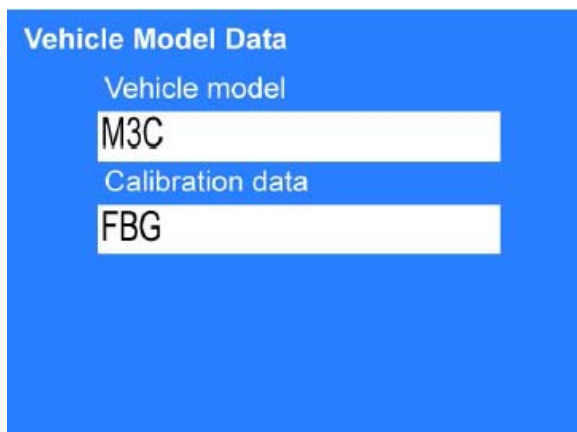 Vehicle Model Data
Vehicle model
M3C
Calibration data
FBG